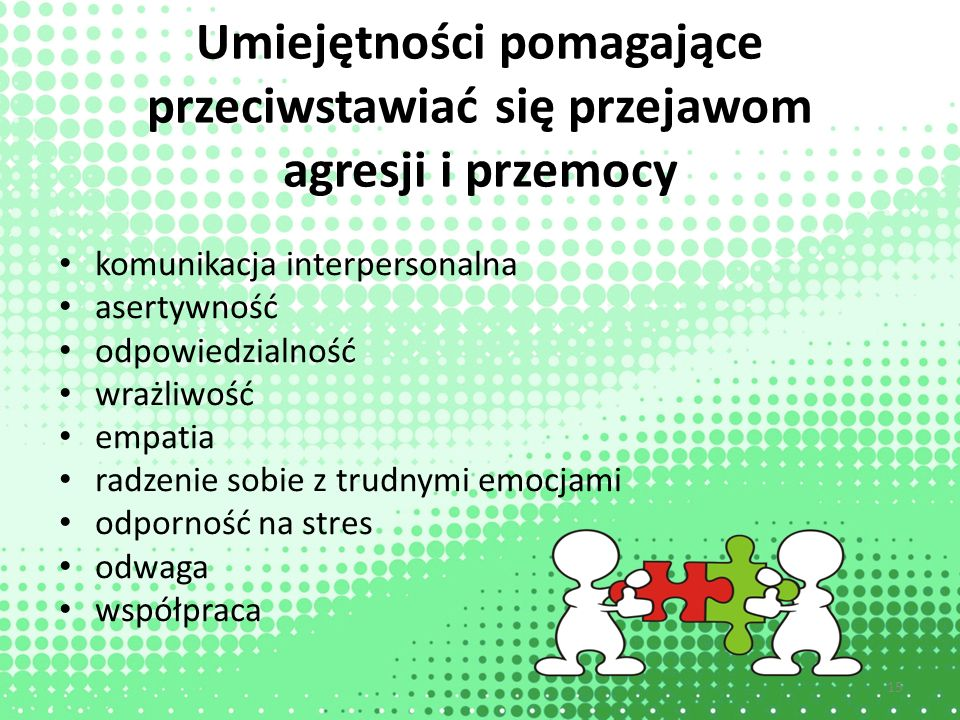 Umiejętności pomagające
przeciwstawiać się przejawom
agresji i przemocy
• komunikacja interpersonalna
• asertywność
• odpowiedzialność
• wrażliwość
• empatia
• radzenie sobie z trudnymi emocjami
• odporność na stres
• odwaga
• współpraca
15